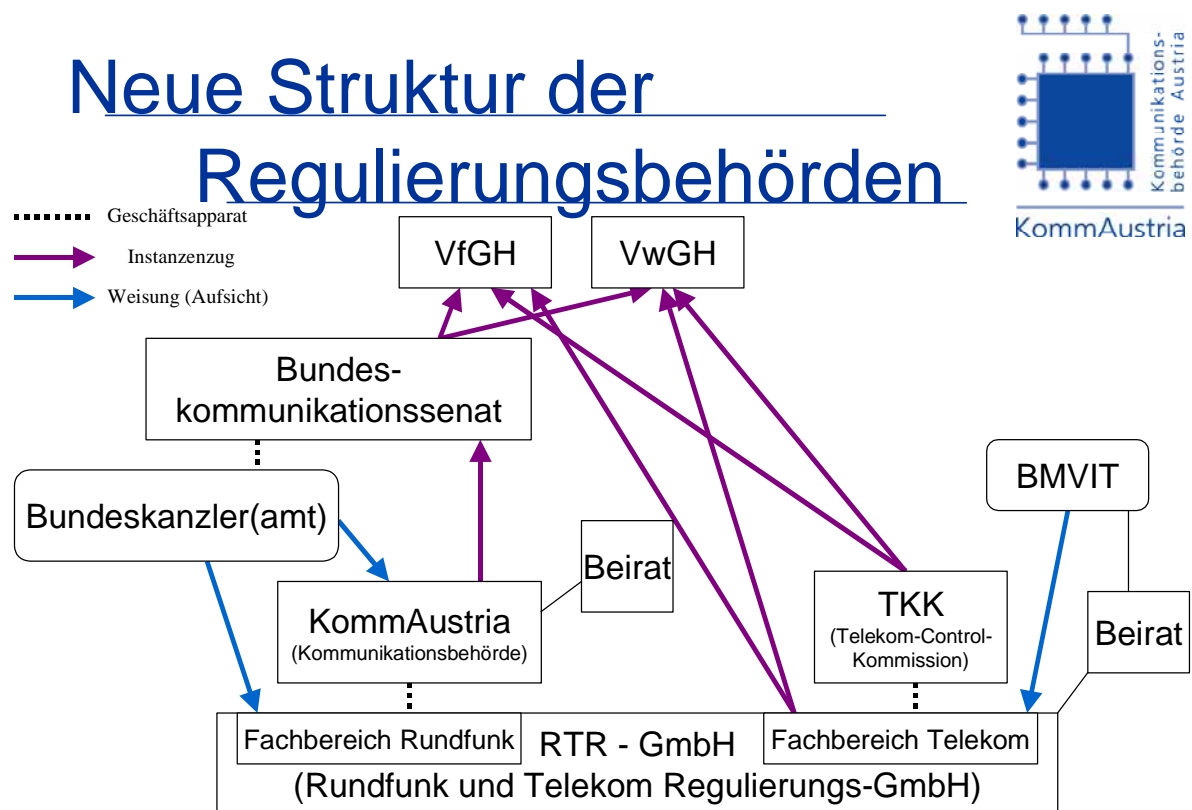 Neue Struktur der
Regulierungsbehörden
Kommunikations-
behörde Austria
KommAustria
Geschäftsapparat
Instanzenzug
Weisung (Aufsicht)
VfGH
VwGH
Bundes-
kommunikationssenat
Bundeskanzler(amt)
BMVIT
Beirat
KommAustria
(Kommunikationsbehörde)
TKK
(Telekom-Control-
Kommission)
Beirat
Fachbereich Rundfunk
RTR - GmbH
Fachbereich Telekom
(Rundfunk und Telekom Regulierungs-GmbH)